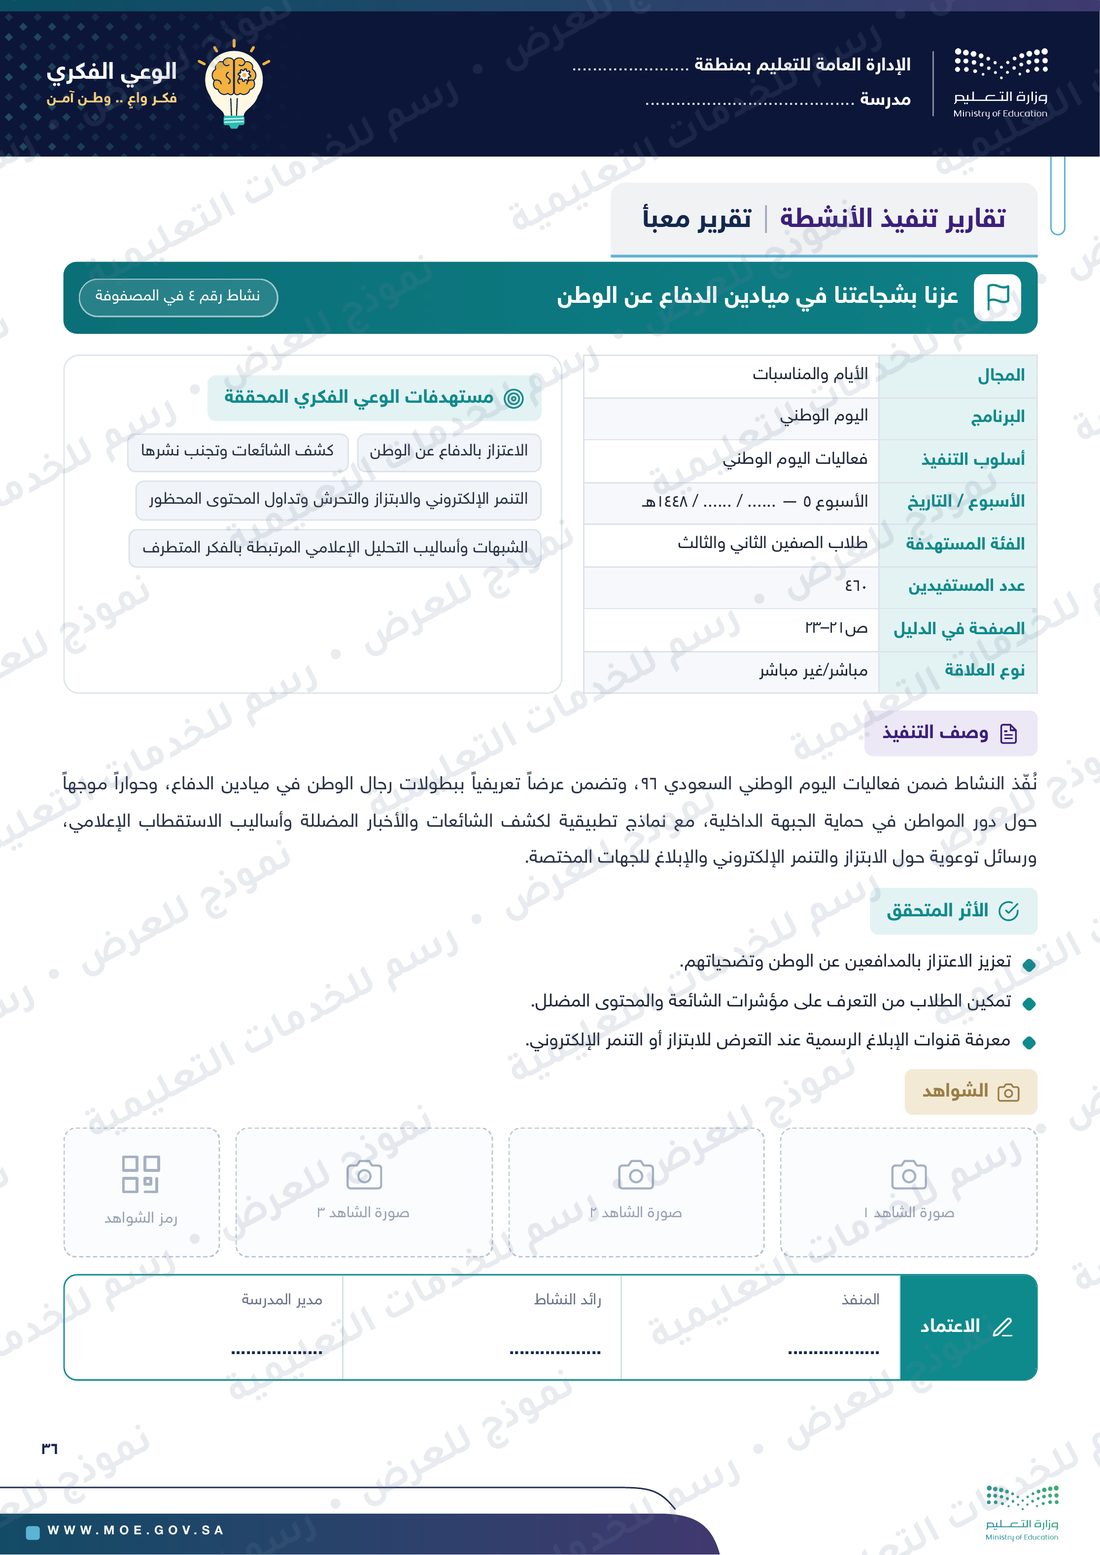 وزارة التعليم
Ministry of Education
الإدارة العامة للتعليم بمنطقة ......................
مدرسة ........................................
الوعي الفكري
فكـر واعٍ .. وطـن آمـن
تقارير تنفيذ الأنشطة | تقرير معبأ
عزنا بشجاعتنا في ميادين الدفاع عن الوطن
نشاط رقم ٤ في المصفوفة
المجال الأيام والمناسبات
البرنامج اليوم الوطني
أسلوب التنفيذ فعاليات اليوم الوطني
الأسبوع / التاريخ الأسبوع ٥ — ...... / ...... / ١٤٤٨هـ
الفئة المستهدفة طلاب الصفين الثاني والثالث
عدد المستفيدين ٤٦٠
الصفحة في الدليل ص٢١–٢٣
نوع العلاقة مباشر/غير مباشر
مستهدفات الوعي الفكري المحققة
الاعتزاز بالدفاع عن الوطن
كشف الشائعات وتجنب نشرها
التنمر الإلكتروني والابتزاز والتحرش وتداول المحتوى المحظور
الشبهات وأساليب التحليل الإعلامي المرتبطة بالفكر المتطرف
وصف التنفيذ
نُفّذ النشاط ضمن فعاليات اليوم الوطني السعودي ٩٦، وتضمن عرضاً تعريفياً ببطولات رجال الوطن في ميادين الدفاع، وحواراً موجهاً
حول دور المواطن في حماية الجبهة الداخلية، مع نماذج تطبيقية لكشف الشائعات والأخبار المضللة وأساليب الاستقطاب الإعلامي،
ورسائل توعوية حول الابتزاز والتنمر الإلكتروني والإبلاغ للجهات المختصة.
الأثر المتحقق
تعزيز الاعتزاز بالمدافعين عن الوطن وتضحياتهم.
تمكين الطلاب من التعرف على مؤشرات الشائعة والمحتوى المضلل.
معرفة قنوات الإبلاغ الرسمية عند التعرض للابتزاز أو التنمر الإلكتروني.
الشواهد
صورة الشاهد ١
صورة الشاهد ٢
صورة الشاهد ٣
رمز الشواهد
الاعتماد
المنفذ
..................
رائد النشاط
..................
مدير المدرسة
..................
٣٦
WWW.MOE.GOV.SA
وزارة التعليم
Ministry of Education
نموذج للعرض • رسم للخدمات التعليمية